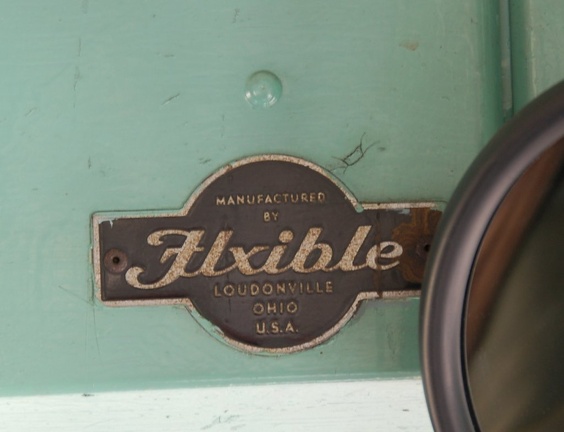 MANUFACTURED
BY
Flxible
LOUDONVILLE
OHIO
U.S.A.